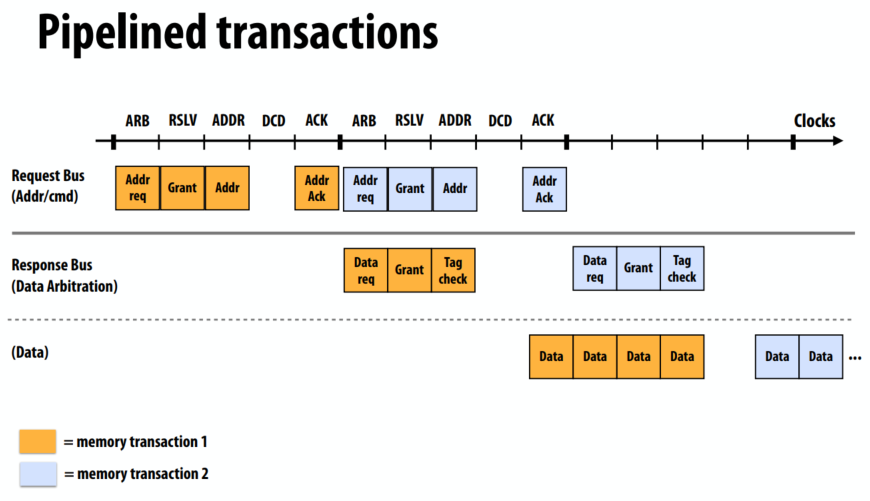 Pipelined transactions
ARB RSLV ADDR DCD ACK ARB RSLV ADDR DCD ACK Clocks
Request Bus
(Addr/cmd)
Addr
req
Grant
Addr
Addr
Ack
Addr
req
Grant
Addr
Addr
Ack
Response Bus
(Data Arbitration)
Data
req
Grant
Tag
check
Data
req
Grant
Tag
check
(Data)
Data Data Data Data Data Data ...
= memory transaction 1
= memory transaction 2